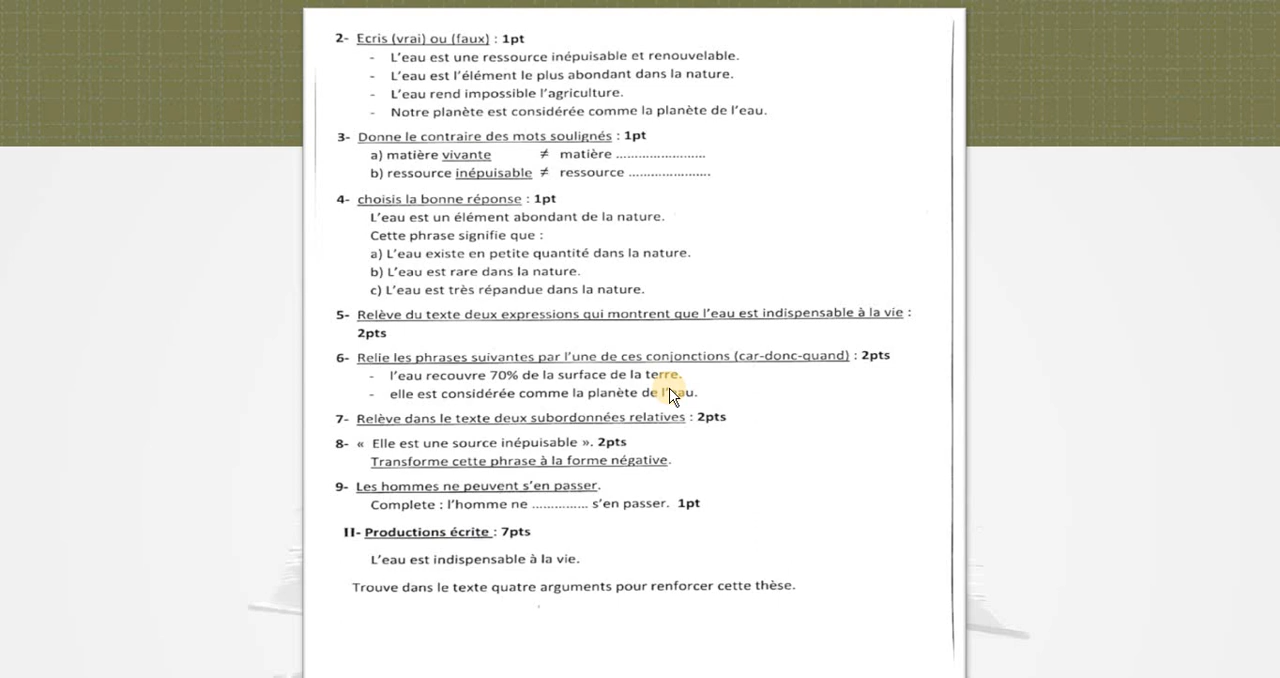 2- Ecris (vrai) ou (faux) : 1pt
- L'eau est une ressource inépuisable et renouvelable.
- L'eau est l'élément le plus abondant dans la nature.
- L'eau rend impossible l'agriculture.
- Notre planète est considérée comme la planète de l'eau.
3- Donne le contraire des mots soulignés : 1pt
a) matière vivante ≠ matière ........................
b) ressource inépuisable ≠ ressource ......................
4- choisis la bonne réponse : 1pt
L'eau est un élément abondant de la nature.
Cette phrase signifie que :
a) L'eau existe en petite quantité dans la nature.
b) L'eau est rare dans la nature.
c) L'eau est très répandue dans la nature.
5- Relève du texte deux expressions qui montrent que l'eau est indispensable à la vie :
2pts
6- Relie les phrases suivantes par l'une de ces conjonctions (car-donc-quand) : 2pts
- l'eau recouvre 70% de la surface de la terre.
- elle est considérée comme la planète de l'eau.
7- Relève dans le texte deux subordonnées relatives : 2pts
8- « Elle est une source inépuisable ». 2pts
Transforme cette phrase à la forme négative.
9- Les hommes ne peuvent s'en passer.
Complete : l'homme ne ............... s'en passer. 1pt
II- Productions écrite : 7pts
L'eau est indispensable à la vie.
Trouve dans le texte quatre arguments pour renforcer cette thèse.